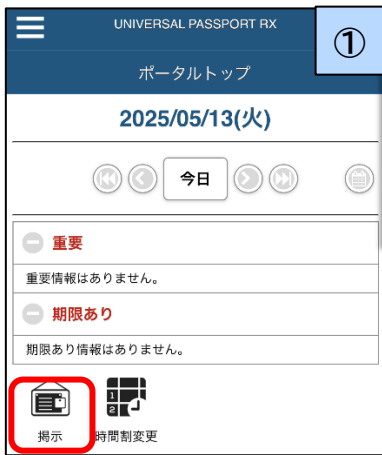 UNIVERSAL PASSPORT RX
①
ポータルトップ
2025/05/13(火)
今日
重要
重要情報はありません。
期限あり
期限あり情報はありません。
1
2
掲示
時間割変更